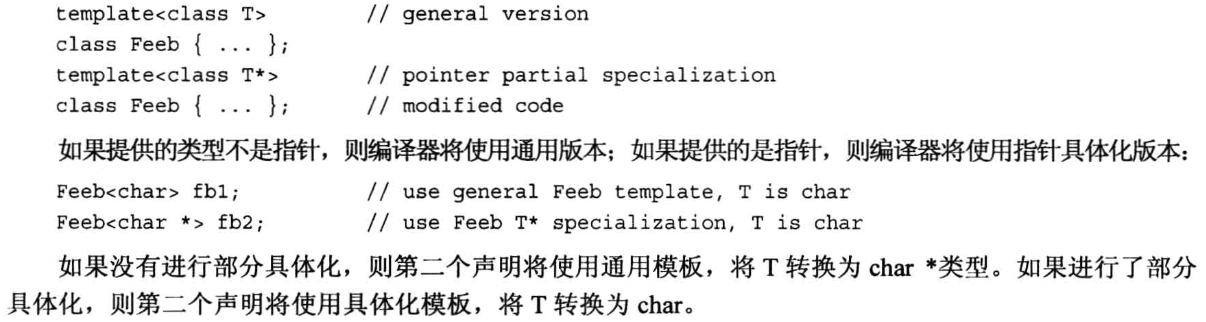 template<class T>          // general version
class Feeb { ... };
template<class T*>         // pointer partial specialization
class Feeb { ... };        // modified code
如果提供的类型不是指针，则编译器将使用通用版本；如果提供的是指针，则编译器将使用指针具体化版本：
Feeb<char> fb1;            // use general Feeb template, T is char
Feeb<char *> fb2;          // use Feeb T* specialization, T is char
如果没有进行部分具体化，则第二个声明将使用通用模板，将 T 转换为 char *类型。如果进行了部分
具体化，则第二个声明将使用具体化模板，将 T 转换为 char。